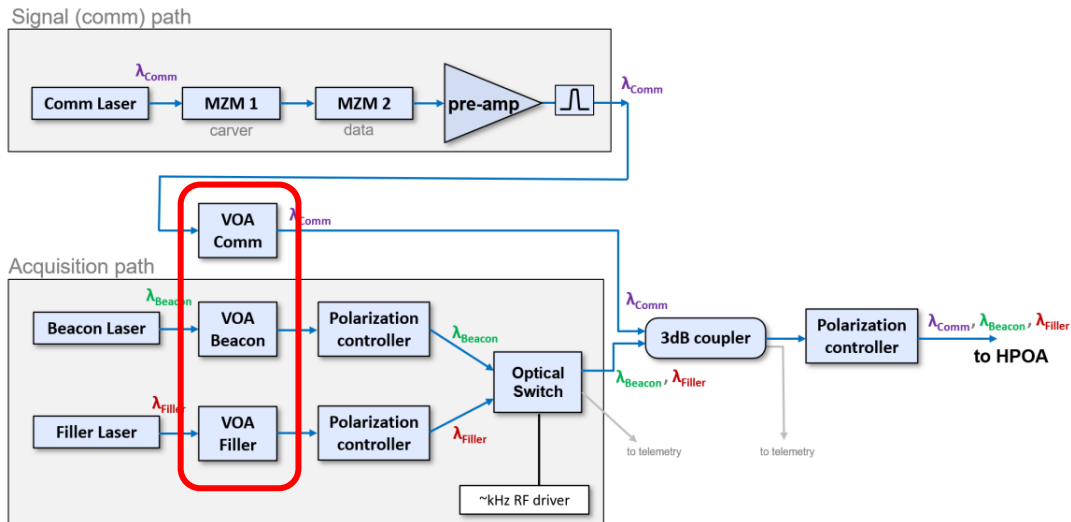 Signal (comm) path
λComm
Comm Laser
MZM 1
carver
MZM 2
data
pre-amp
λComm
VOA
Comm
λComm
Acquisition path
λBeacon
Beacon Laser
VOA
Beacon
Polarization
controller
λBeacon
λFiller
Filler Laser
VOA
Filler
Polarization
controller
λFiller
Optical
Switch
~kHz RF driver
to telemetry
λComm
λBeacon, λFiller
3dB coupler
to telemetry
Polarization
controller
λComm, λBeacon, λFiller
to HPOA